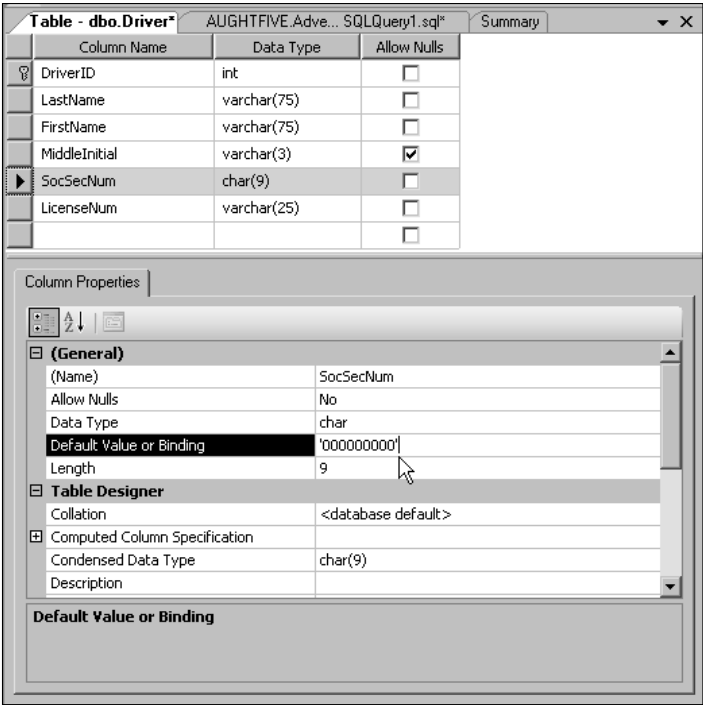 Table - dbo.Driver* AUGHTFIVE.Adve... SQLQuery1.sql* Summary
Column Name Data Type Allow Nulls
DriverID int
LastName varchar(75)
FirstName varchar(75)
MiddleInitial varchar(3)
SocSecNum char(9)
LicenseNum varchar(25)
Column Properties
(General)
(Name) SocSecNum
Allow Nulls No
Data Type char
Default Value or Binding '000000000'
Length 9
Table Designer
Collation <database default>
Computed Column Specification
Condensed Data Type char(9)
Description
Default Value or Binding